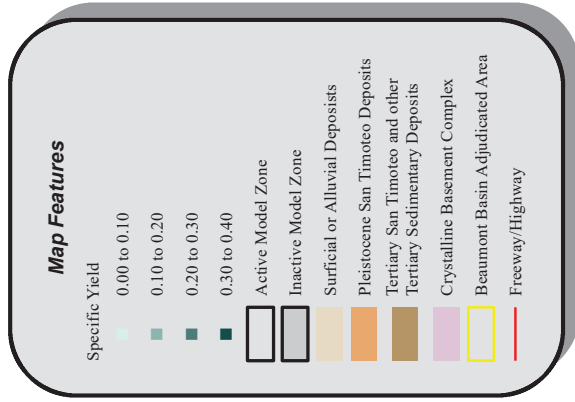 Map Features
Specific Yield
0.00 to 0.10
0.10 to 0.20
0.20 to 0.30
0.30 to 0.40
Active Model Zone
Inactive Model Zone
Surficial or Alluvial Deposists
Pleistocene San Timoteo Deposits
Tertiary San Timoteo and other
Tertiary Sedimentary Deposits
Crystalline Basement Complex
Beaumont Basin Adjudicated Area
Freeway/Highway